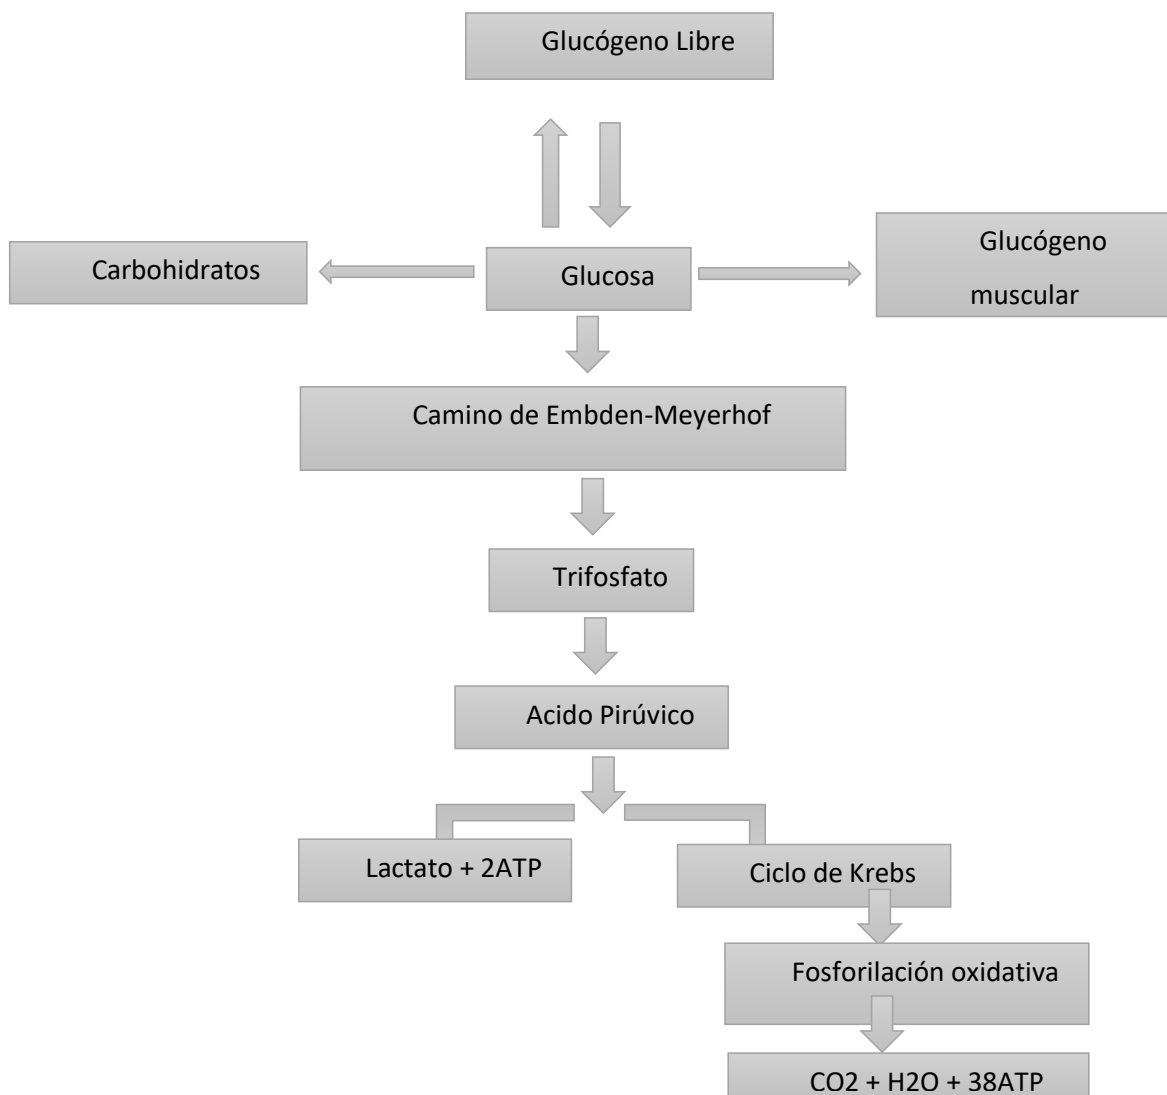 Glucógeno Libre
Carbohidratos
Glucosa
Glucógeno
muscular
Camino de Embden-Meyerhof
Trifosfato
Acido Pirúvico
Lactato + 2ATP
Ciclo de Krebs
Fosforilación oxidativa
CO2 + H2O + 38ATP